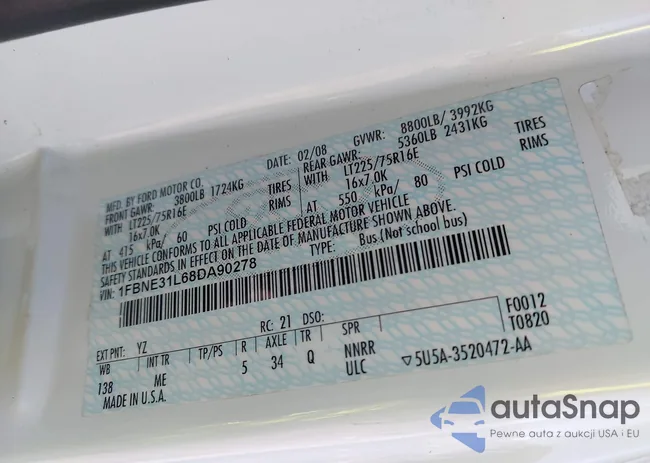 MFD. BY FORD MOTOR CO.
DATE: 02/08 GVWR: 8800LB/ 3992KG
FRONT GAWR: 3800LB 1724KG REAR GAWR: 5360LB 2431KG
WITH LT225/75R16E TIRES WITH LT225/75R16E TIRES
16x7.0K RIMS 16x7.0K RIMS
AT 415 kPa/ 60 PSI COLD AT 550 kPa/ 80 PSI COLD
THIS VEHICLE CONFORMS TO ALL APPLICABLE FEDERAL MOTOR VEHICLE
SAFETY STANDARDS IN EFFECT ON THE DATE OF MANUFACTURE SHOWN ABOVE.
VIN: 1FBNE31L68DA90278 TYPE: Bus (Not school bus)
F0012
T0820
EXT PNT: YZ RC: 21 DSO:
WB INT TR TP/PS R AXLE TR SPR
138 ME 5 34 Q NNRR
ULC
MADE IN U.S.A.
▽5U5A-3520472-AA
autaSnap
Pewne auta z aukcji USA i EU